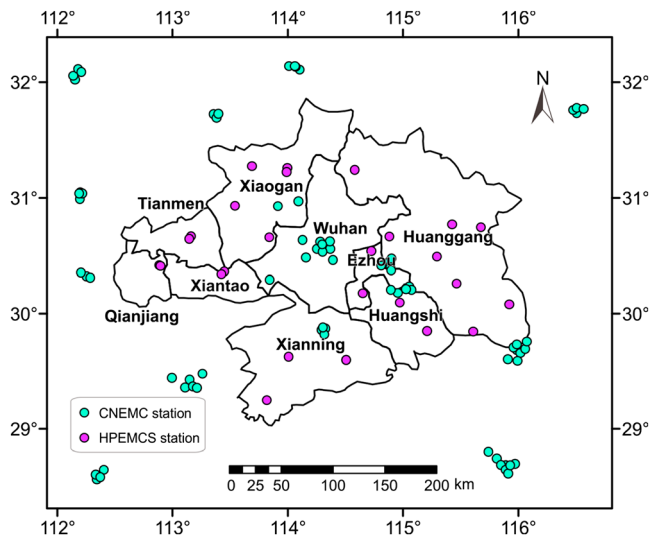 112° 113° 114° 115° 116°
32° 32°
N
31° 31°
Xiaogan
Tianmen
Wuhan
Huanggang
Ezhou
Xiantao
30° 30°
Qianjiang
Huangshi
Xianning
CNEMC station
HPEMCS station
29° 29°
0 25 50 100 150 200 km
112° 113° 114° 115° 116°